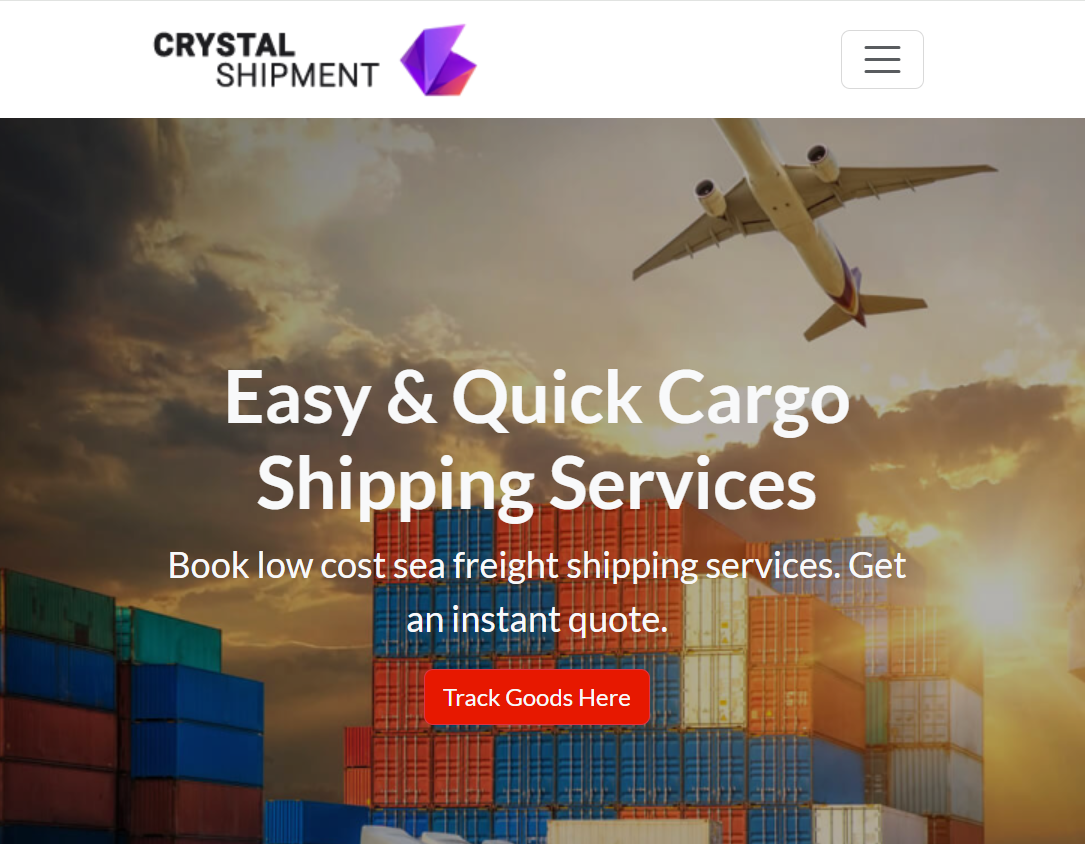 CRYSTAL
SHIPMENT
Easy & Quick Cargo
Shipping Services
Book low cost sea freight shipping services. Get
an instant quote.
Track Goods Here